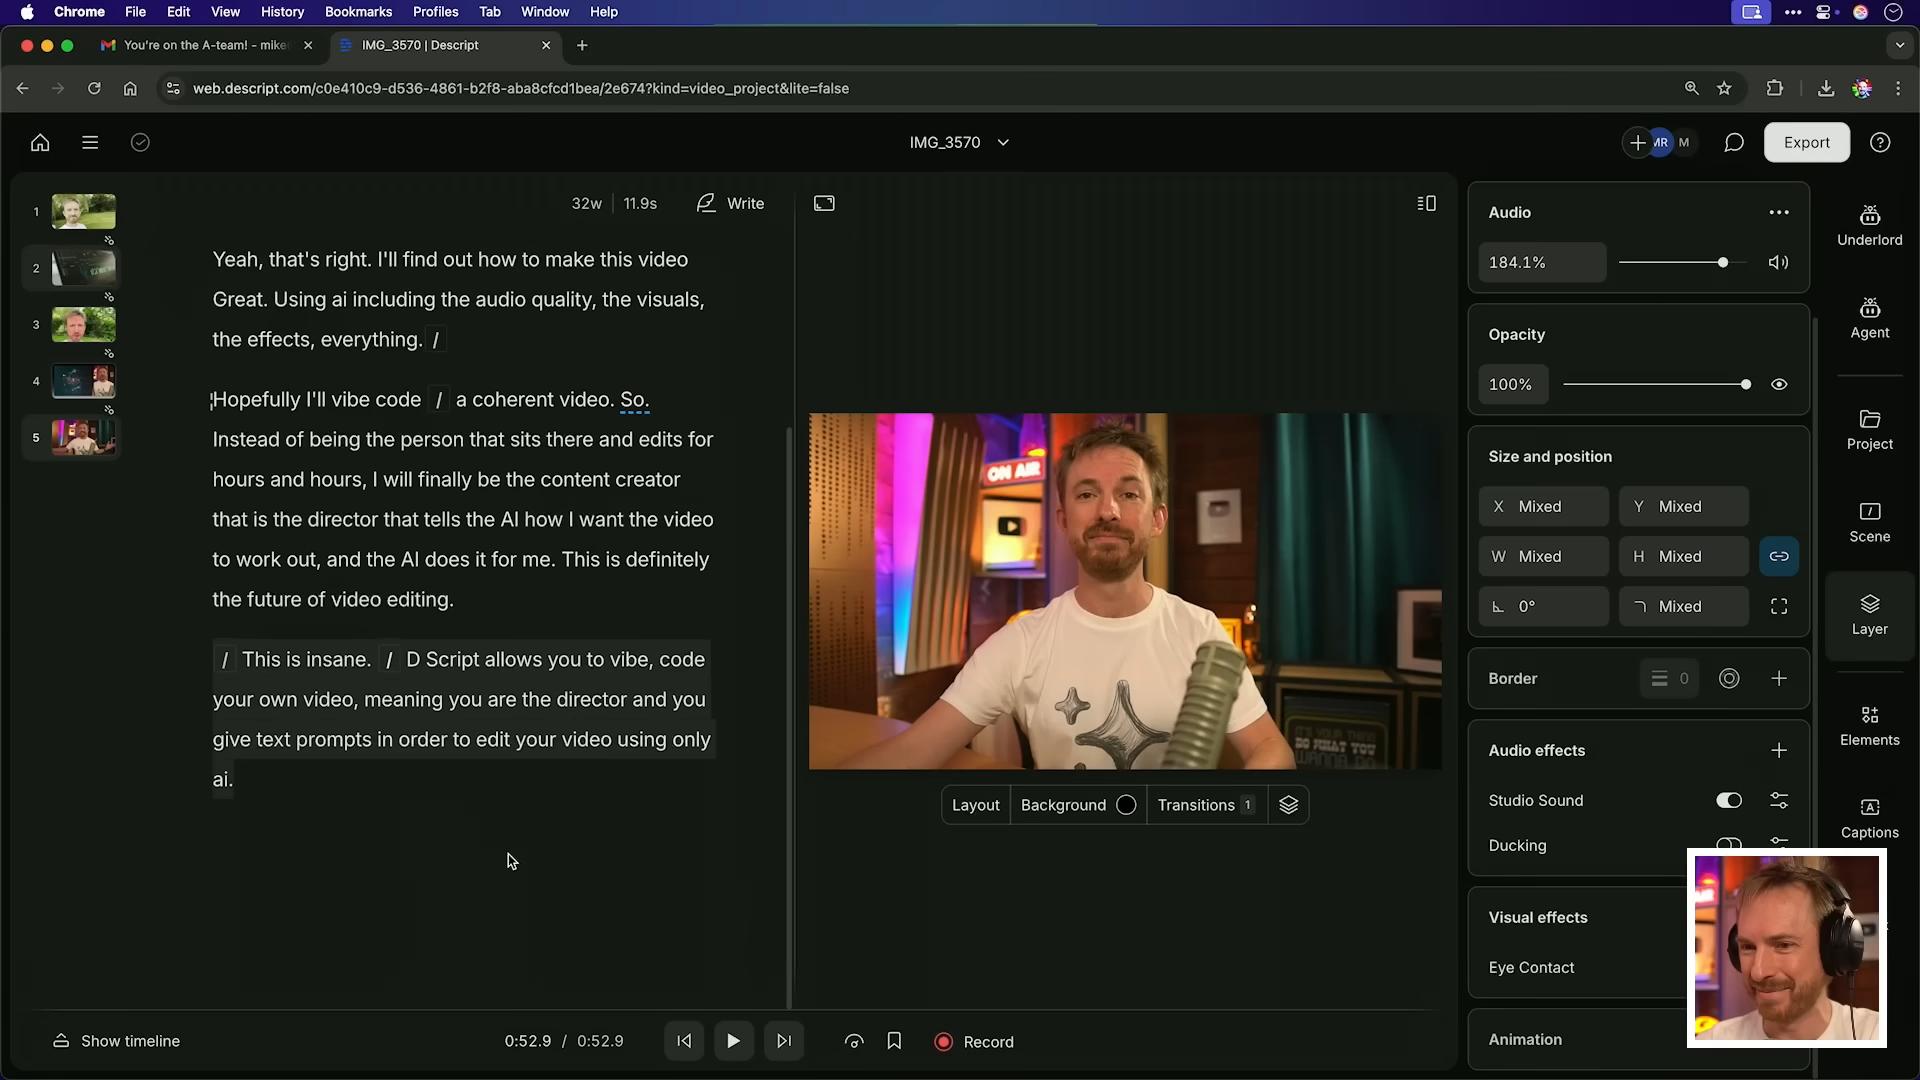 Chrome File Edit View History Bookmarks Profiles Tab Window Help
You're on the A-team! - mike
IMG_3570 | Descript
web.descript.com/c0e410c9-d536-4861-b2f8-aba8cfcd1bea/2e674?kind=video_project&lite=false
IMG_3570
MR
M
Export
1
2
3
4
5
32w
11.9s
Write
Yeah, that's right. I'll find out how to make this video
Great. Using ai including the audio quality, the visuals,
the effects, everything. /
Hopefully I'll vibe code / a coherent video. So.
Instead of being the person that sits there and edits for
hours and hours, I will finally be the content creator
that is the director that tells the AI how I want the video
to work out, and the AI does it for me. This is definitely
the future of video editing.
/ This is insane. / D Script allows you to vibe, code
your own video, meaning you are the director and you
give text prompts in order to edit your video using only
ai.
ON AIR
IT'S YOUR THING
DO WHAT YOU
WANNA DO
Layout
Background
Transitions 1
Audio
184.1%
Opacity
100%
Size and position
X Mixed
Y Mixed
W Mixed
H Mixed
0°
Mixed
Border
0
Audio effects
Studio Sound
Ducking
Visual effects
Eye Contact
Animation
Underlord
Agent
Project
Scene
Layer
Elements
Captions
Show timeline
0:52.9 / 0:52.9
Record